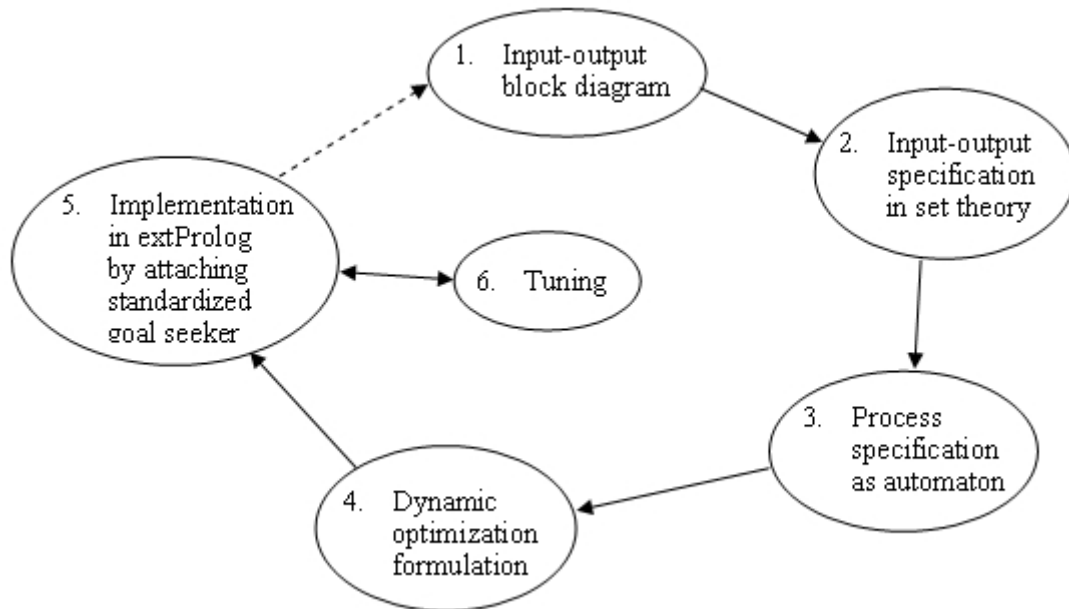 1. Input-output
block diagram
2. Input-output
specification
in set theory
3. Process
specification
as automaton
4. Dynamic
optimization
formulation
5. Implementation
in extProlog
by attaching
standardized
goal seeker
6. Tuning